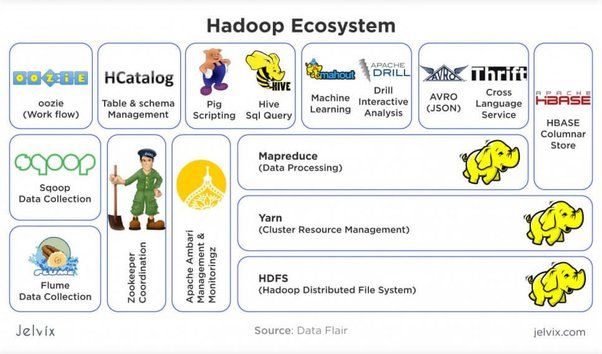 Hadoop Ecosystem
OOZIE
oozie
(Work flow)
HCatalog
Table & schema
Management
Pig
Scripting
HIVE
Hive
Sql Query
mahout
Machine
Learning
APACHE
DRILL
Drill
Interactive
Analysis
AVRO
AVRO
(JSON)
Thrift
Cross
Language
Service
APACHE
HBASE
HBASE
Columnar
Store
sqoop
Sqoop
Data Collection
FLUME
Flume
Data Collection
Zookeeper
Coordination
Apache Ambari
Management &
Monitoringz
Mapreduce
(Data Processing)
Yarn
(Cluster Resource Management)
HDFS
(Hadoop Distributed File System)
Jelvix
Source: Data Flair
jelvix.com